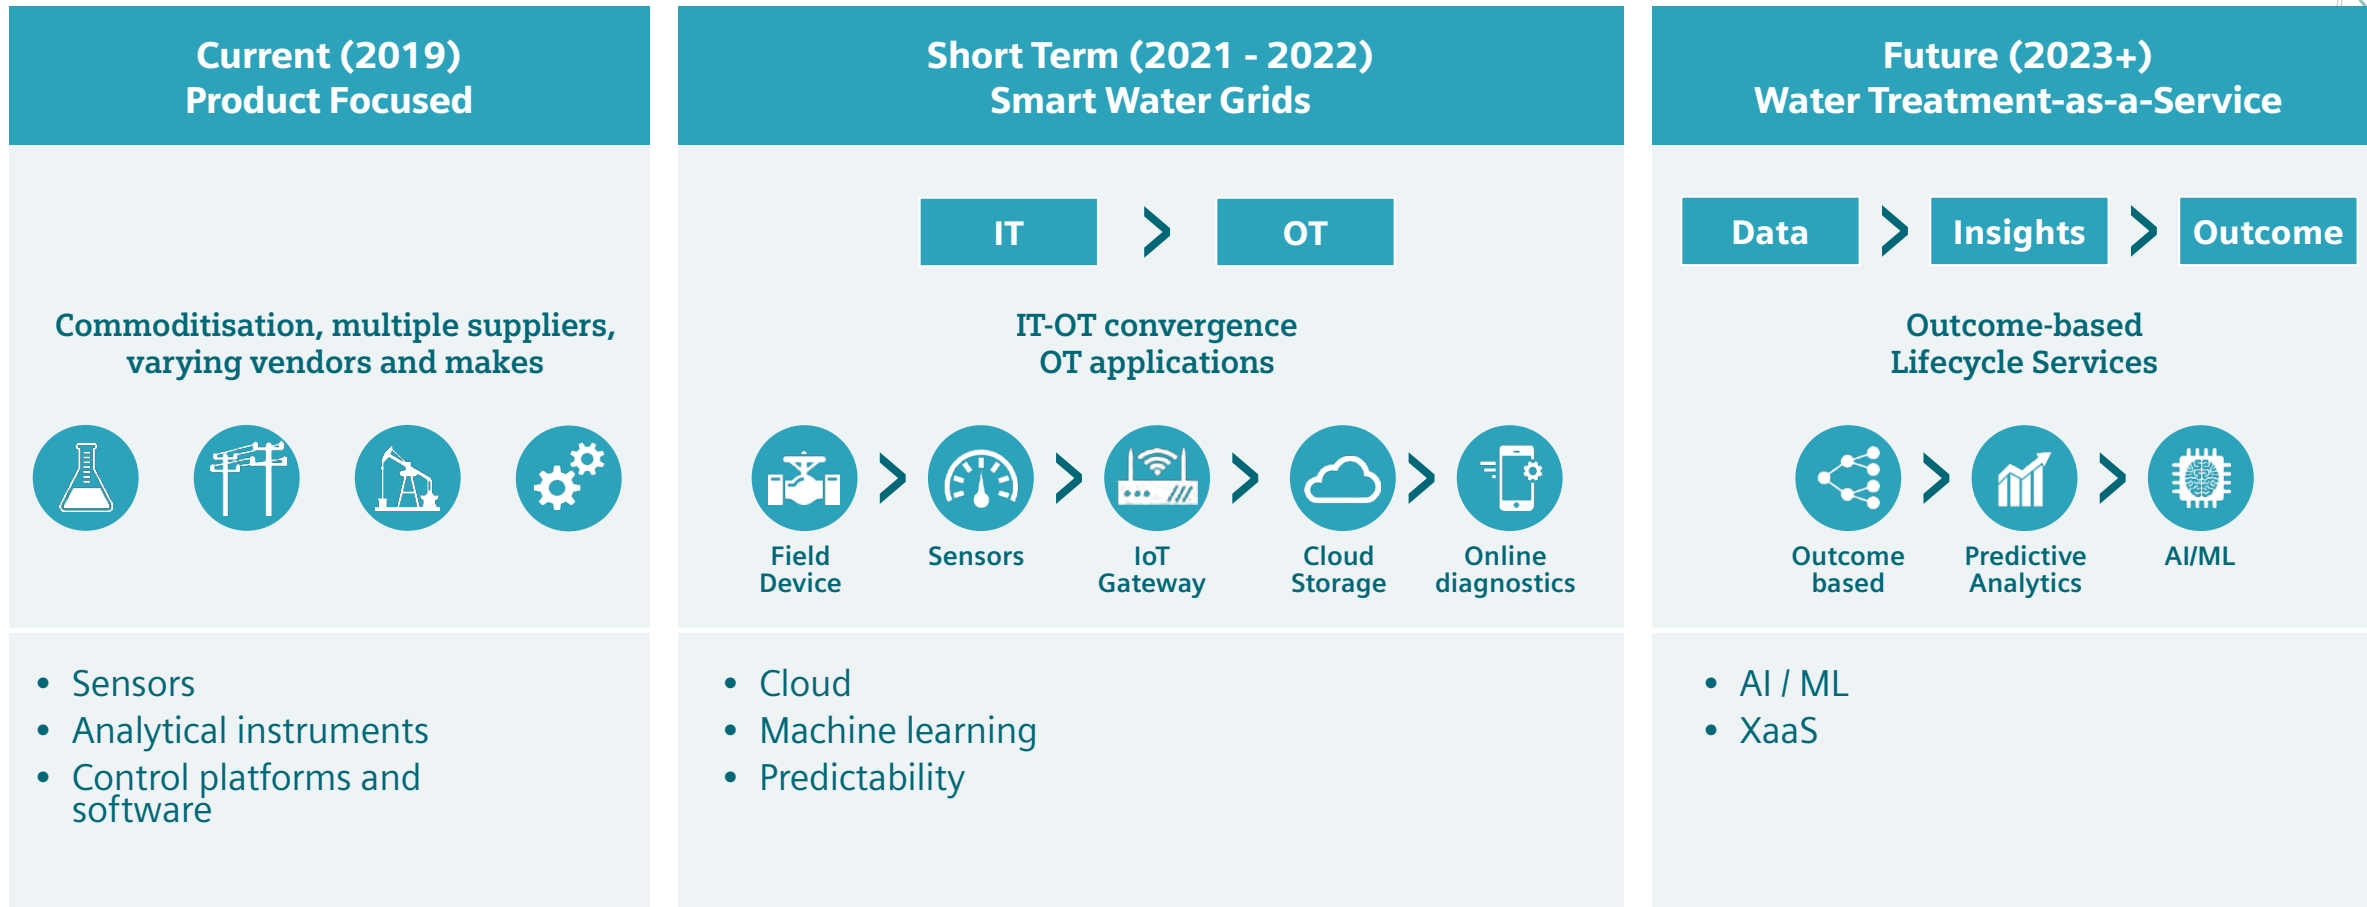 Current (2019)
Product Focused
Commoditisation, multiple suppliers,
varying vendors and makes
• Sensors
• Analytical instruments
• Control platforms and
software
Short Term (2021 - 2022)
Smart Water Grids
IT > OT
IT-OT convergence
OT applications
Field
Device
Sensors
IoT
Gateway
Cloud
Storage
Online
diagnostics
• Cloud
• Machine learning
• Predictability
Future (2023+)
Water Treatment-as-a-Service
Data > Insights > Outcome
Outcome-based
Lifecycle Services
Outcome
based
Predictive
Analytics
AI/ML
• AI / ML
• XaaS